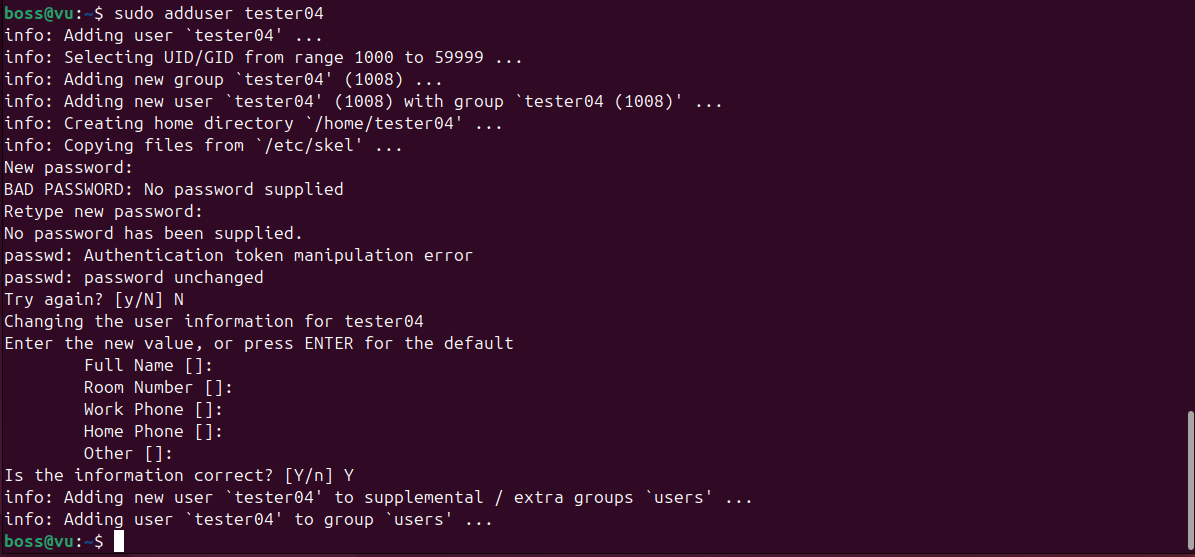 boss@vu:~$ sudo adduser tester04
info: Adding user `tester04' ...
info: Selecting UID/GID from range 1000 to 59999 ...
info: Adding new group `tester04' (1008) ...
info: Adding new user `tester04' (1008) with group `tester04 (1008)' ...
info: Creating home directory `/home/tester04' ...
info: Copying files from `/etc/skel' ...
New password:
BAD PASSWORD: No password supplied
Retype new password:
No password has been supplied.
passwd: Authentication token manipulation error
passwd: password unchanged
Try again? [y/N] N
Changing the user information for tester04
Enter the new value, or press ENTER for the default
        Full Name []:
        Room Number []:
        Work Phone []:
        Home Phone []:
        Other []:
Is the information correct? [Y/n] Y
info: Adding new user `tester04' to supplemental / extra groups `users' ...
info: Adding user `tester04' to group `users' ...
boss@vu:~$